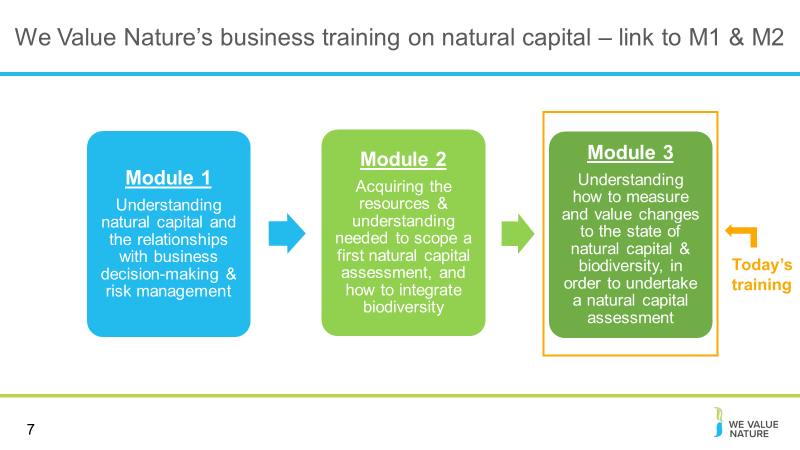 We Value Nature’s business training on natural capital – link to M1 & M2
Module 1
Understanding
natural capital and
the relationships
with business
decision-making &
risk management
Module 2
Acquiring the
resources &
understanding
needed to scope a
first natural capital
assessment, and
how to integrate
biodiversity
Module 3
Understanding
how to measure
and value changes
to the state of
natural capital &
biodiversity, in
order to undertake
a natural capital
assessment
Today’s
training
7
WE VALUE
NATURE